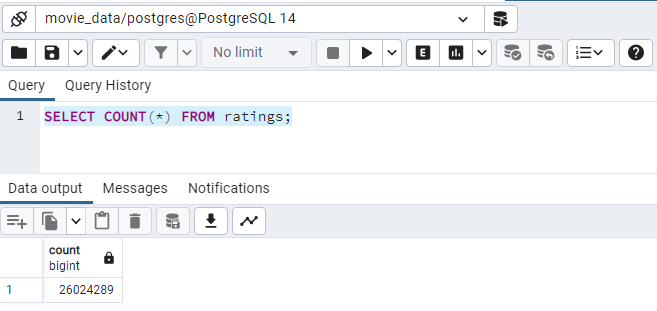 movie_data/postgres@PostgreSQL 14
No limit
E
Query Query History
1 SELECT COUNT(*) FROM ratings;
Data output Messages Notifications
count
bigint
1 26024289